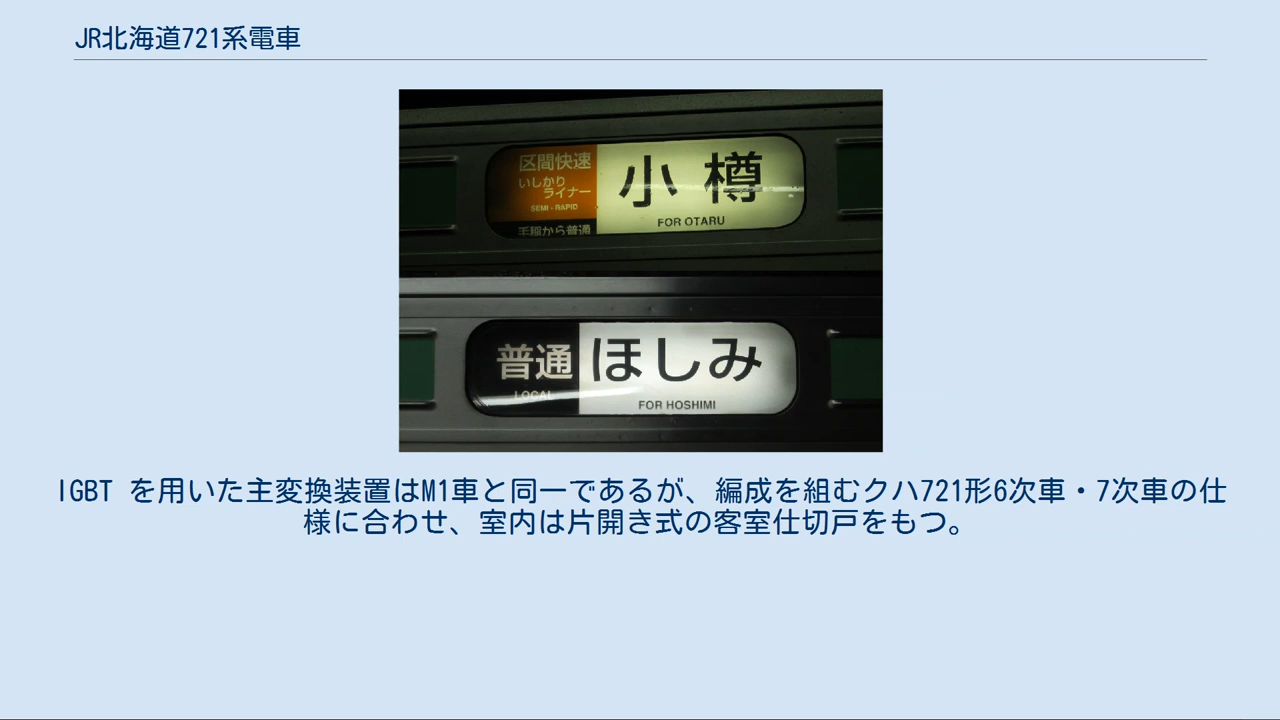 JR北海道721系電車
区間快速
いしかり
ライナー
SEMI-RAPID
手稲から普通
小樽
FOR OTARU
普通
LOCAL
ほしみ
FOR HOSHIMI
IGBT を用いた主変換装置はM1車と同一であるが、編成を組むクハ721形6次車・7次車の仕
様に合わせ、室内は片開き式の客室仕切戸をもつ。